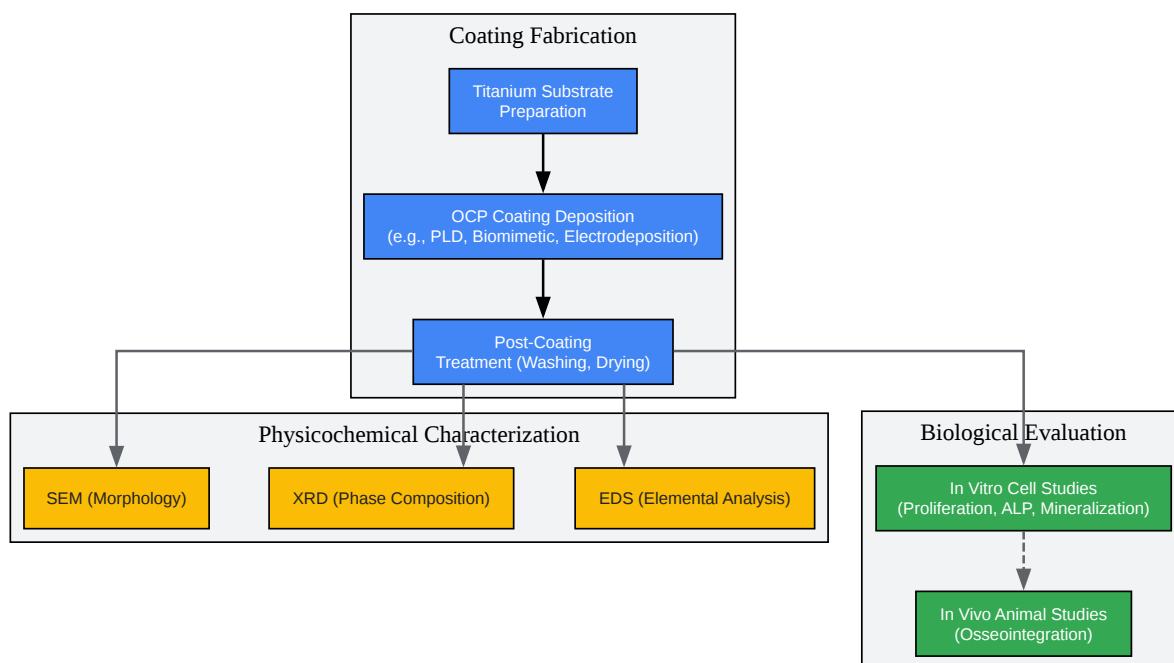 Coating Fabrication
Titanium Substrate
Preparation
OCP Coating Deposition
(e.g., PLD, Biomimetic, Electrodeposition)
Post-Coating
Treatment (Washing, Drying)
Physicochemical Characterization
SEM (Morphology)
XRD (Phase Composition)
EDS (Elemental Analysis)
Biological Evaluation
In Vitro Cell Studies
(Proliferation, ALP, Mineralization)
In Vivo Animal Studies
(Osseointegration)